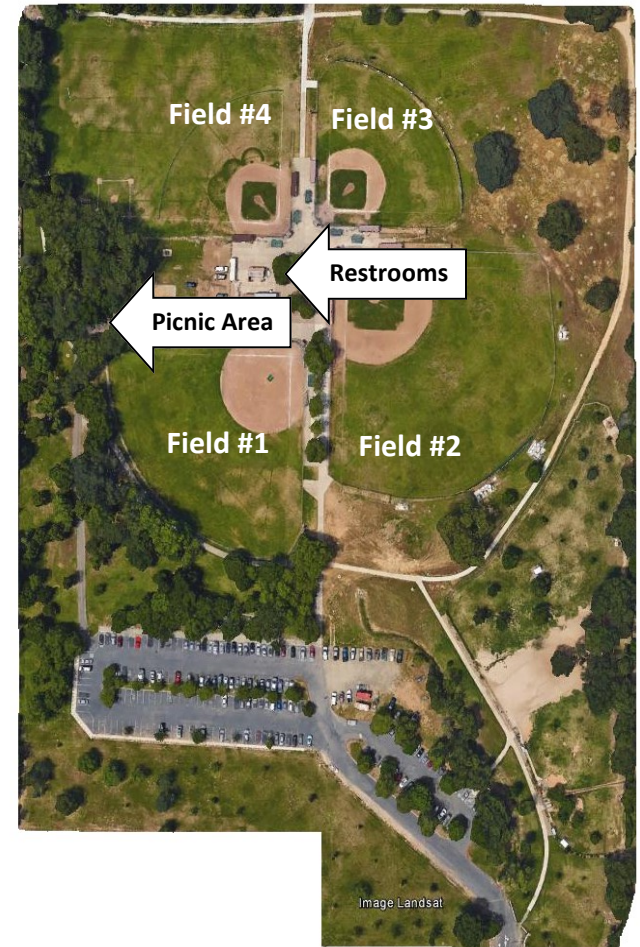 Field #4
Field #3
Restrooms
Picnic Area
Field #1
Field #2
Image Landsat